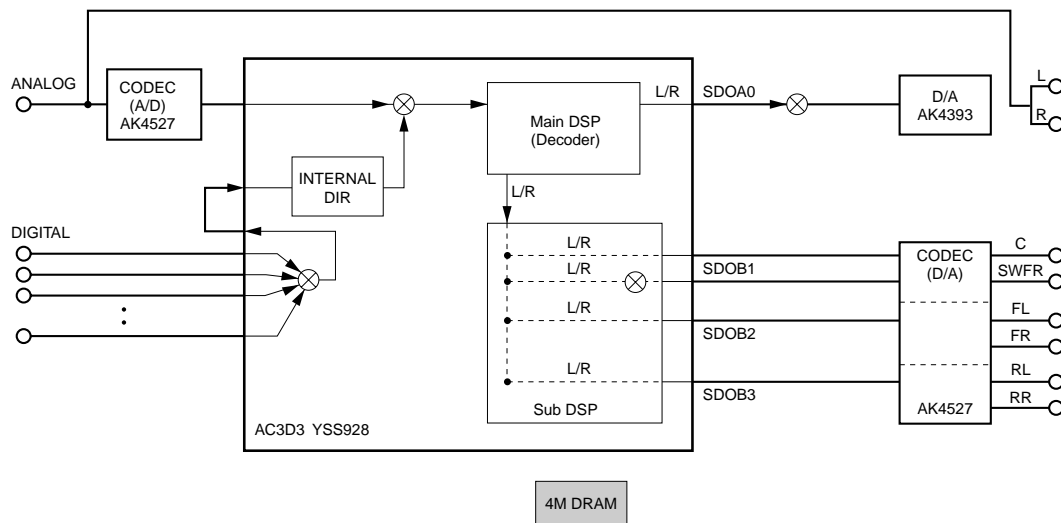 ANALOG
CODEC
(A/D)
AK4527
L/R
SDOA0
D/A
AK4393
L
R
Main DSP
(Decoder)
INTERNAL
DIR
L/R
DIGITAL
L/R
SDOB1
L/R
L/R
SDOB2
L/R
SDOB3
Sub DSP
CODEC
(D/A)
AK4527
C
SWFR
FL
FR
RL
RR
AC3D3 YSS928
:
4M DRAM